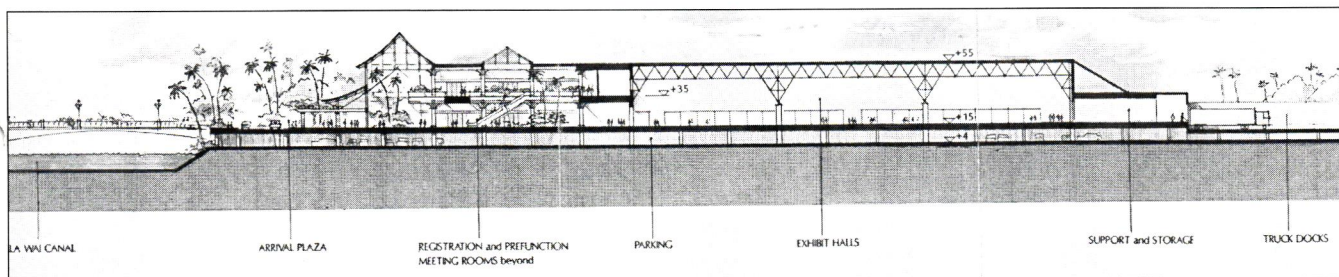 +55
+35
+15
+4
LA WAI CANAL
ARRIVAL PLAZA
REGISTRATION and PREFUNCTION
MEETING ROOMS beyond
PARKING
EXHIBIT HALLS
SUPPORT and STORAGE
TRUCK DOCKS